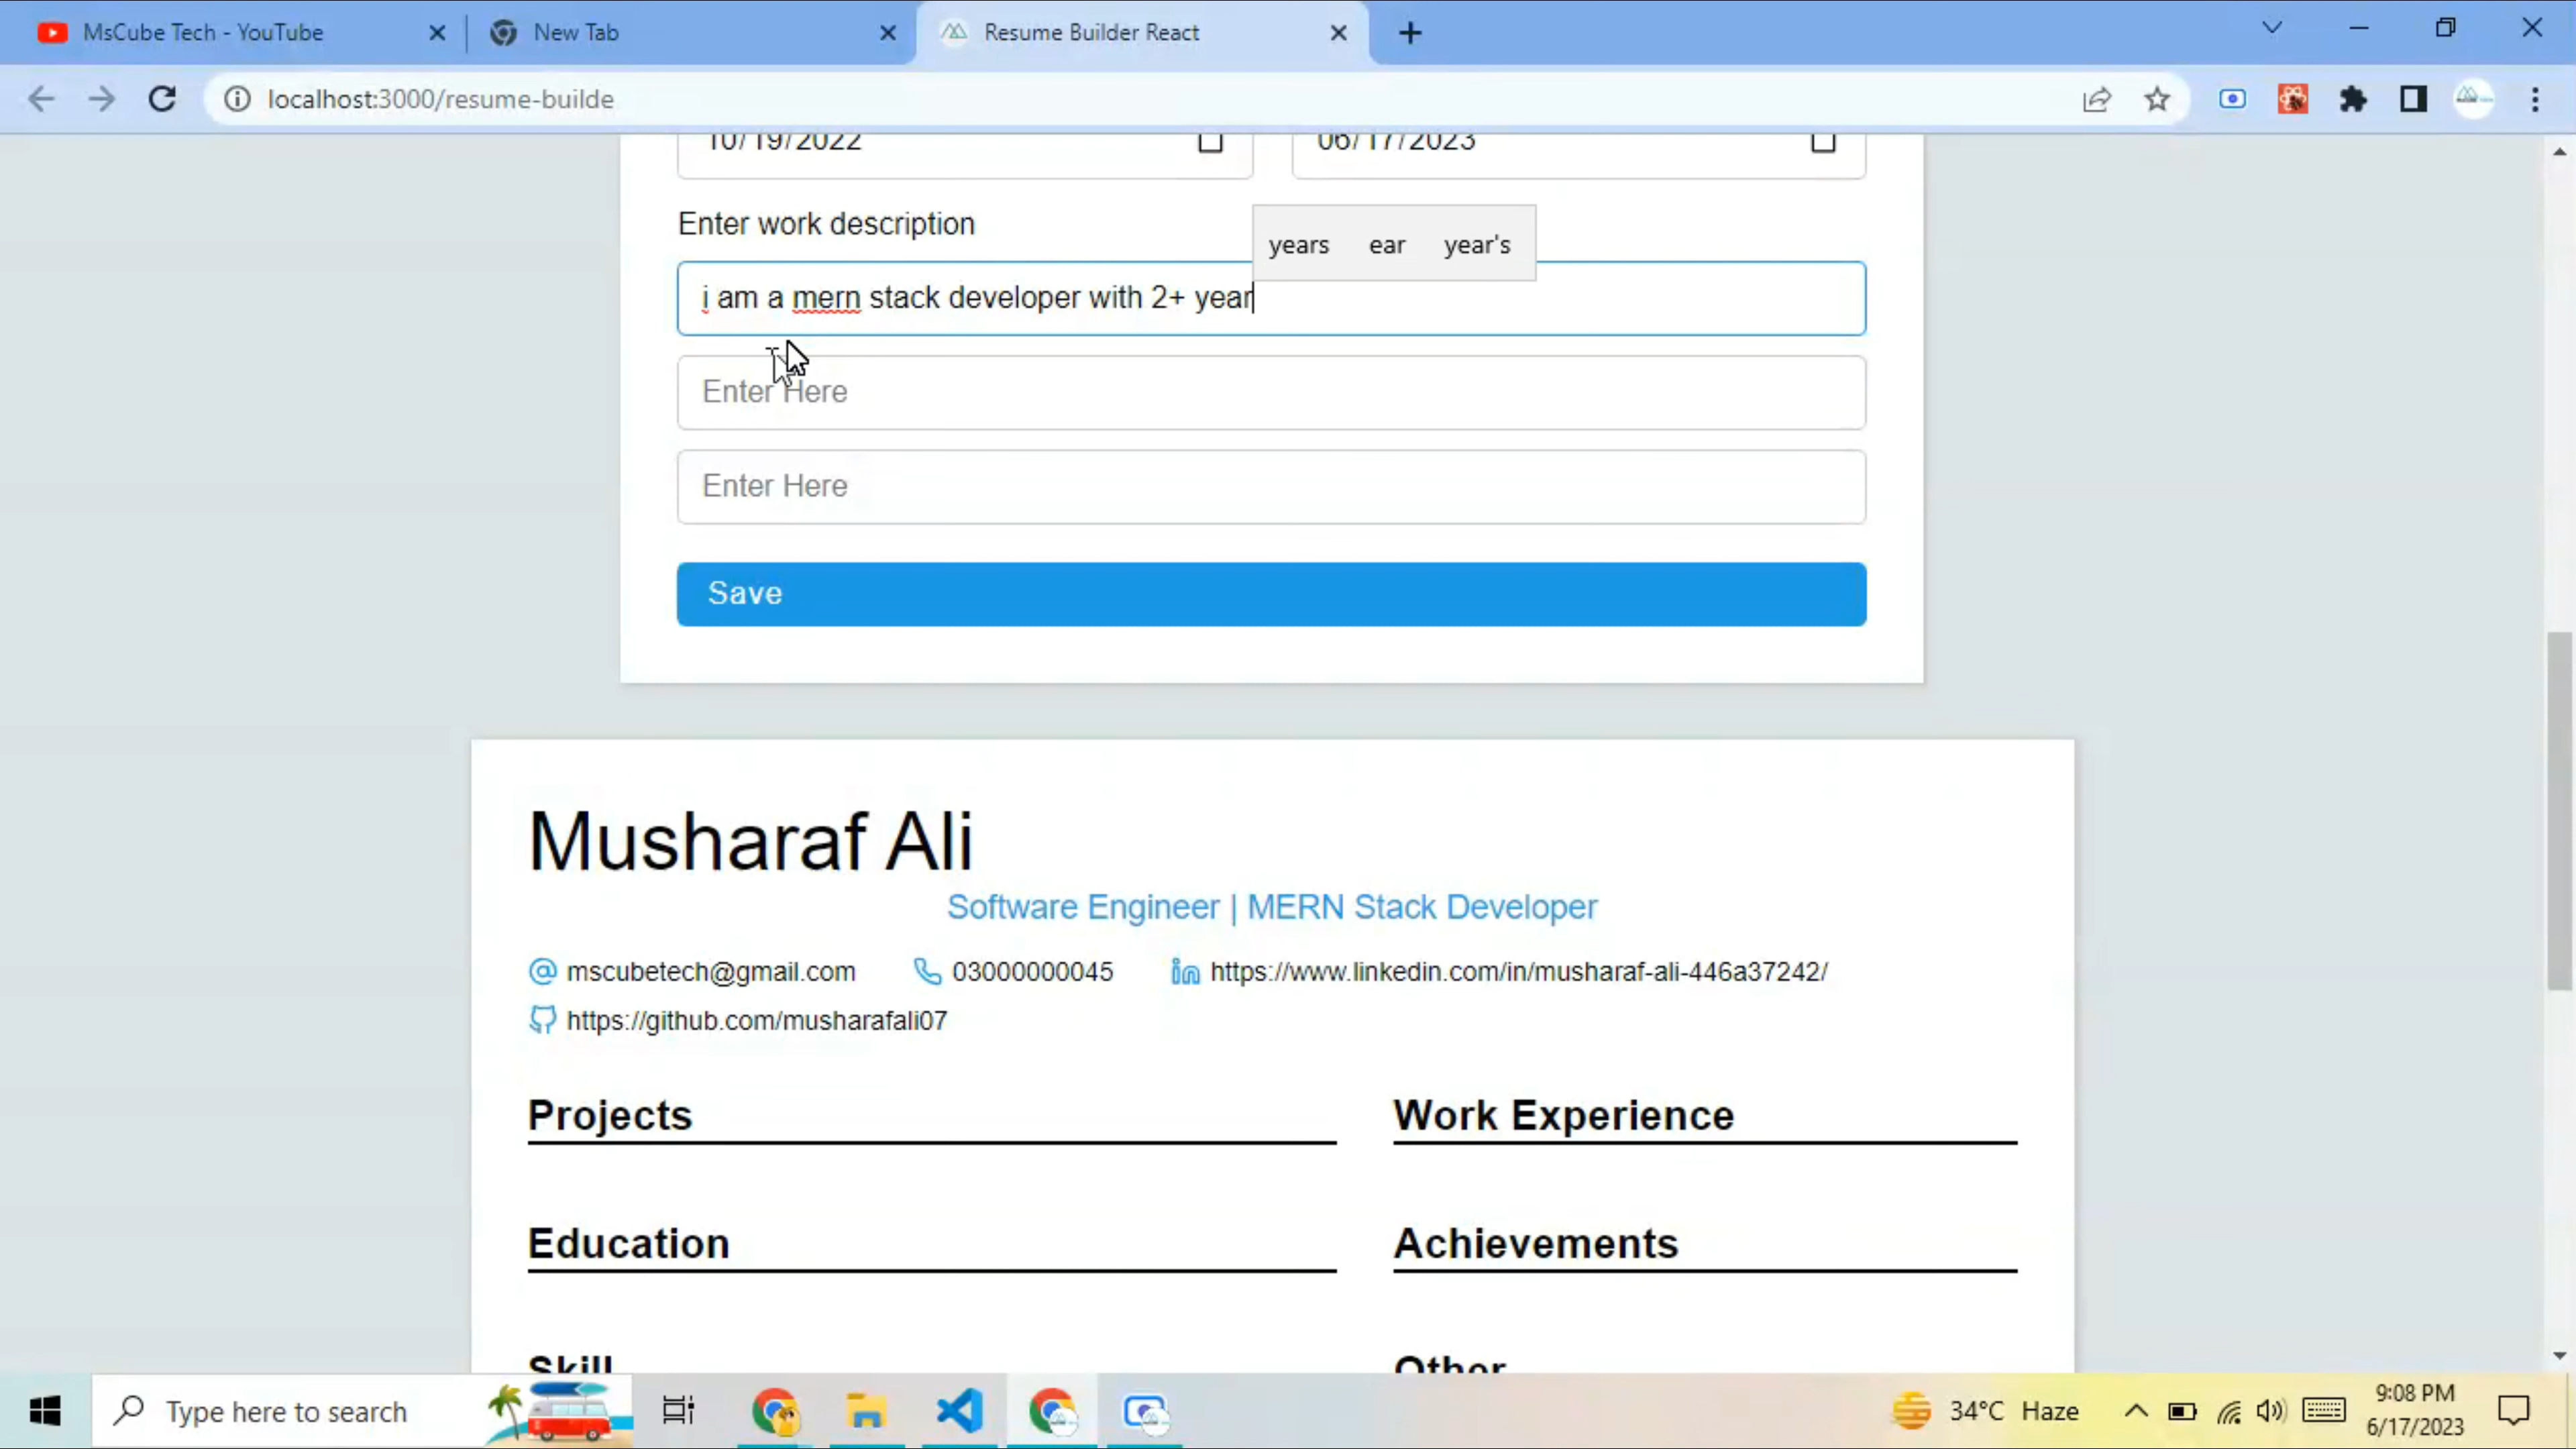 MsCube Tech - YouTube
New Tab
Resume Builder React
localhost:3000/resume-builde
10/19/2022
06/17/2023
Enter work description
years ear year's
i am a mern stack developer with 2+ year
Enter Here
Enter Here
Save
Musharaf Ali
Software Engineer | MERN Stack Developer
mscubetech@gmail.com 03000000045 https://www.linkedin.com/in/musharaf-ali-446a37242/
https://github.com/musharafali07
Projects
Work Experience
Education
Achievements
Skill
Other
Type here to search
34°C Haze
9:08 PM
6/17/2023